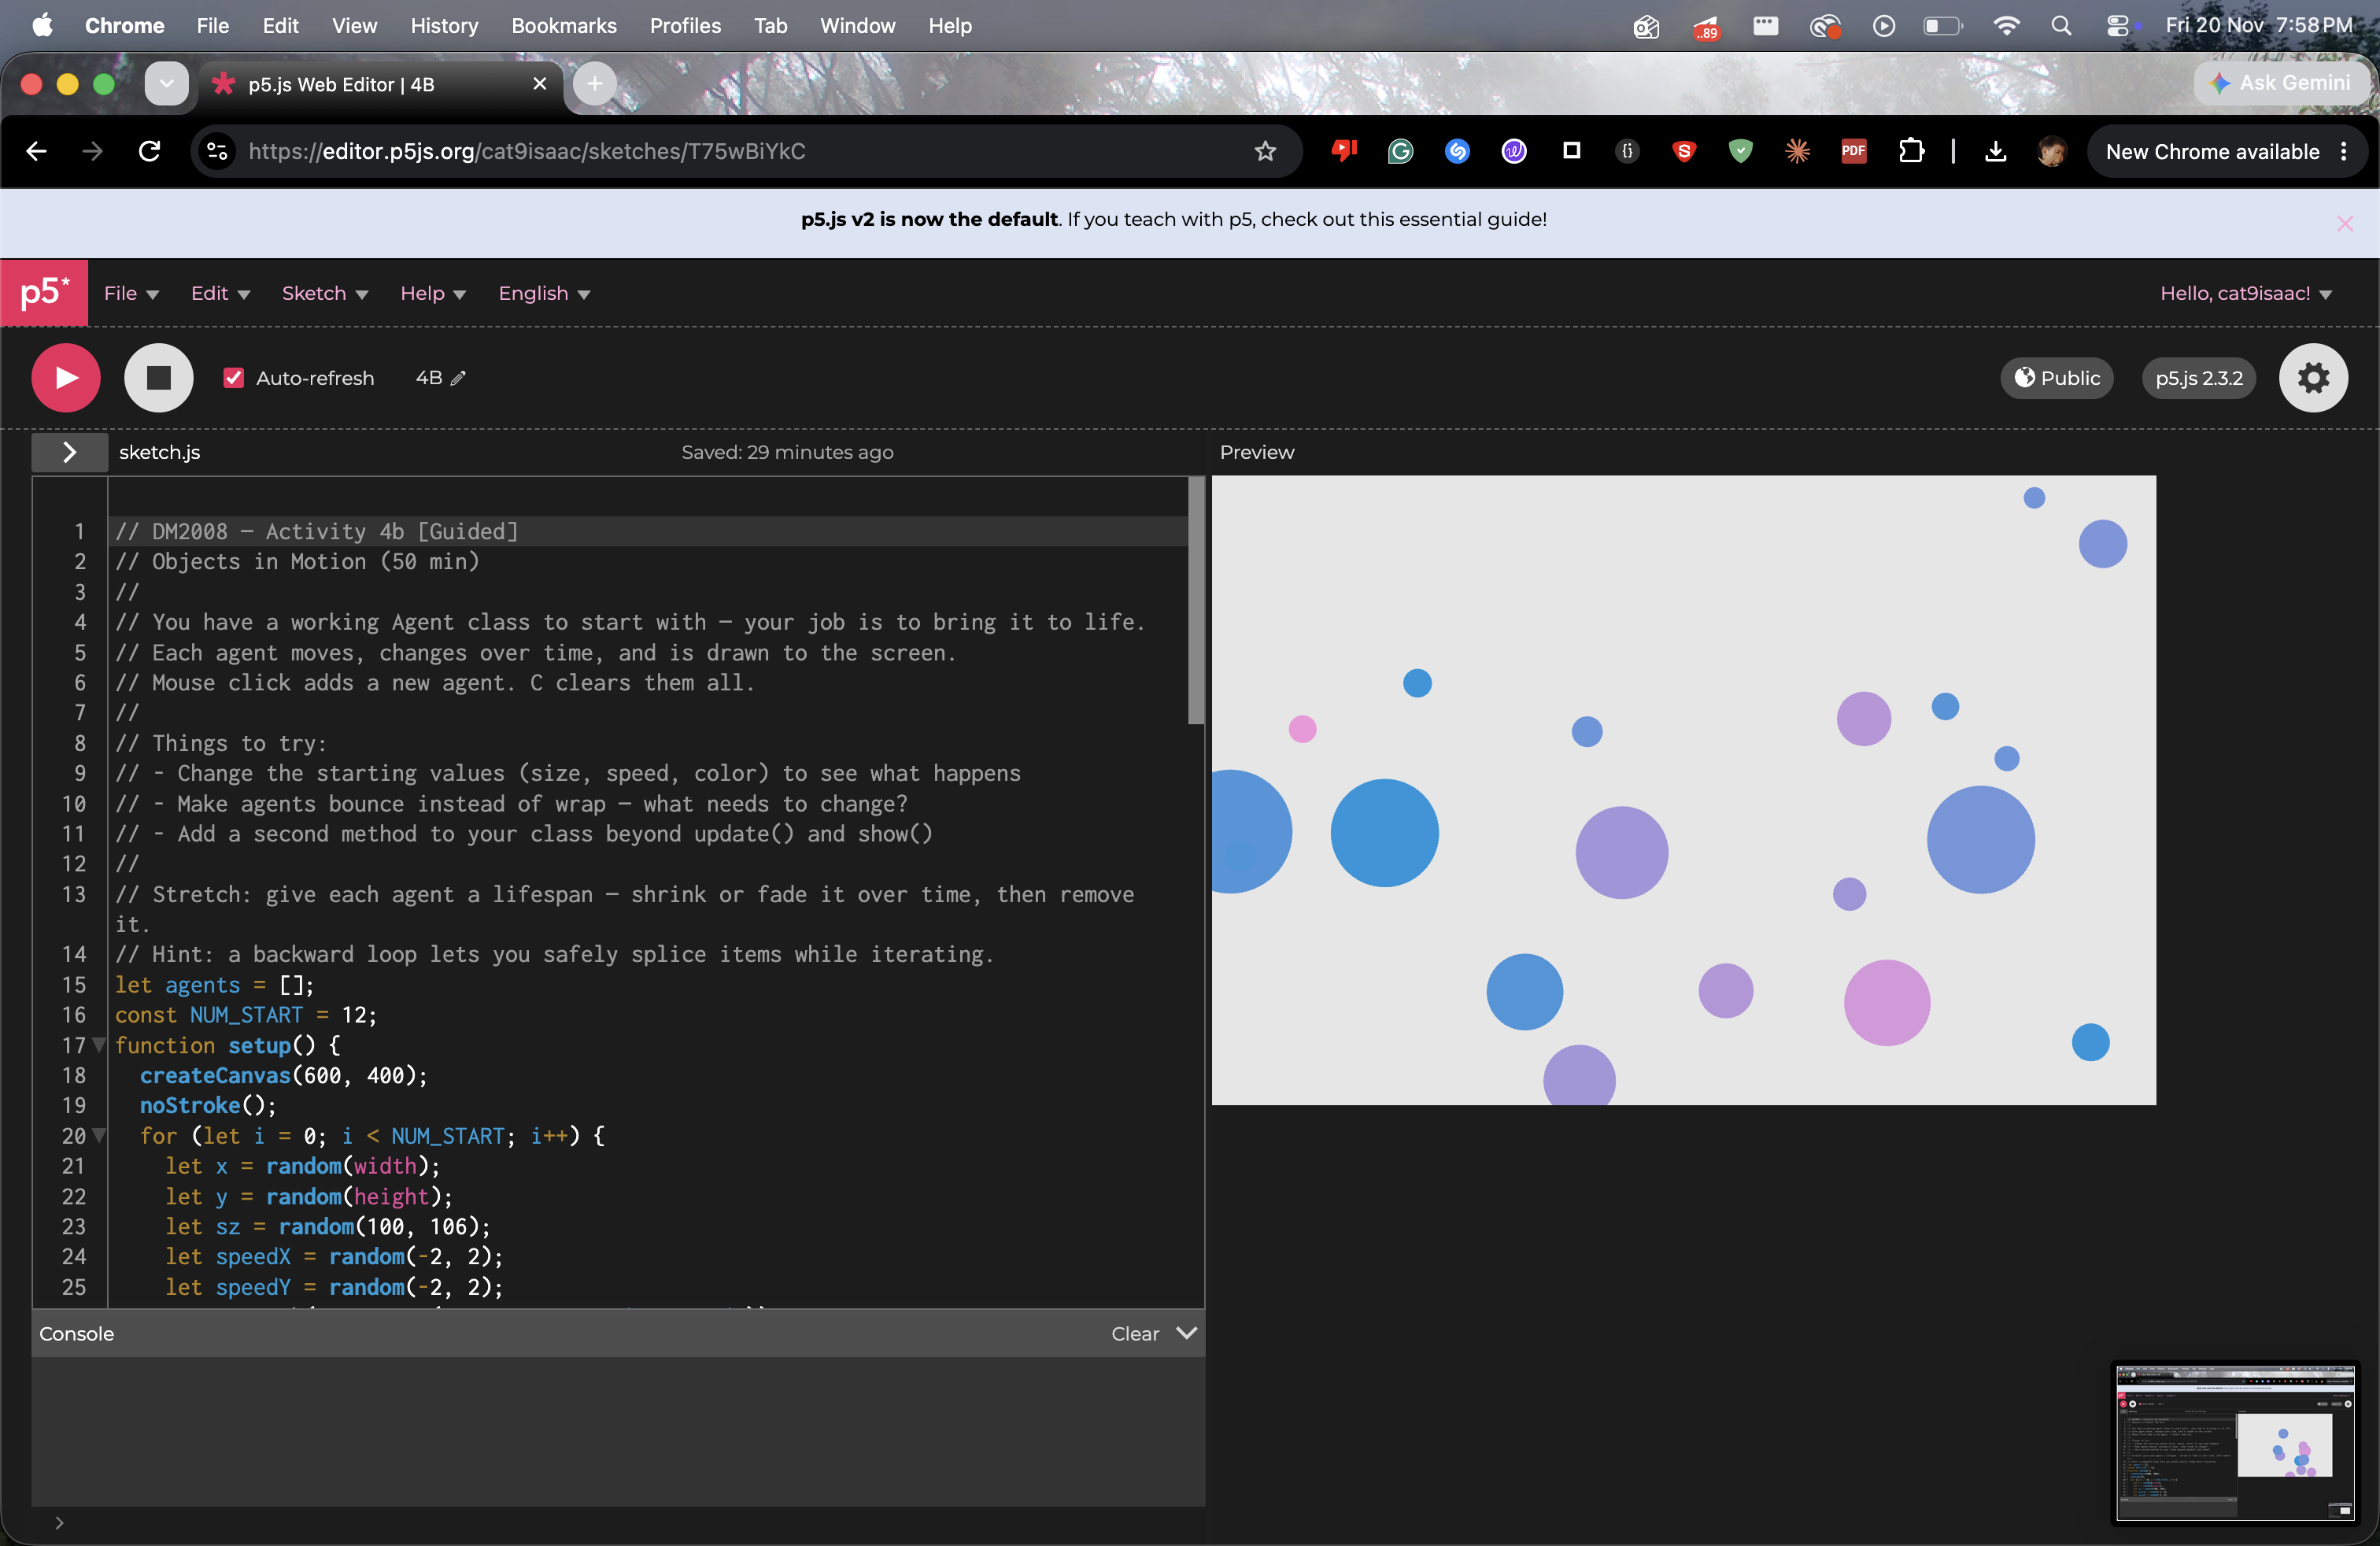 Chrome File Edit View History Bookmarks Profiles Tab Window Help ..89 Fri 20 Nov 7:58 PM
p5.js Web Editor | 4B Ask Gemini
https://editor.p5js.org/cat9isaac/sketches/T75wBiYkC PDF New Chrome available
p5.js v2 is now the default. If you teach with p5, check out this essential guide!
p5* File Edit Sketch Help English Hello, cat9isaac!
Auto-refresh 4B Public p5.js 2.3.2
sketch.js Saved: 29 minutes ago Preview
1 // DM2008 – Activity 4b [Guided]
2 // Objects in Motion (50 min)
3 //
4 // You have a working Agent class to start with – your job is to bring it to life.
5 // Each agent moves, changes over time, and is drawn to the screen.
6 // Mouse click adds a new agent. C clears them all.
7 //
8 // Things to try:
9 // - Change the starting values (size, speed, color) to see what happens
10 // - Make agents bounce instead of wrap – what needs to change?
11 // - Add a second method to your class beyond update() and show()
12 //
13 // Stretch: give each agent a lifespan – shrink or fade it over time, then remove
it.
14 // Hint: a backward loop lets you safely splice items while iterating.
15 let agents = [];
16 const NUM_START = 12;
17 function setup() {
18 createCanvas(600, 400);
19 noStroke();
20 for (let i = 0; i < NUM_START; i++) {
21 let x = random(width);
22 let y = random(height);
23 let sz = random(100, 106);
24 let speedX = random(-2, 2);
25 let speedY = random(-2, 2);
Console Clear